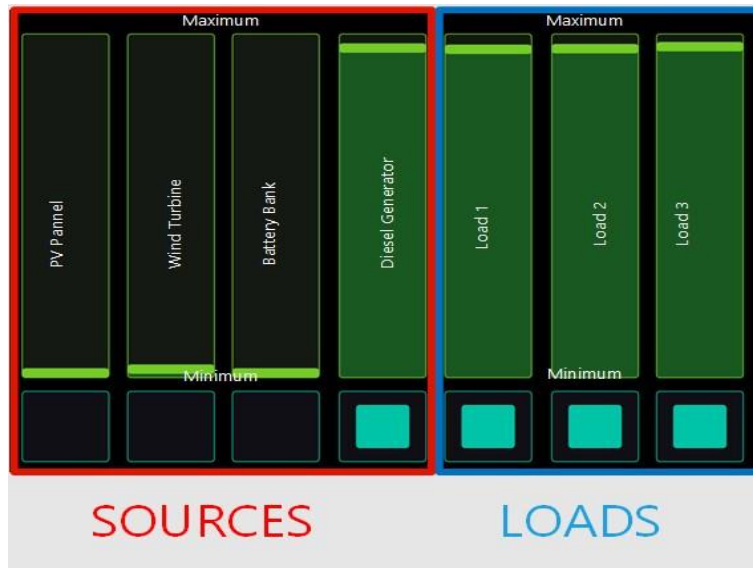 Maximum
Maximum
PV Pannel
Wind Turbine
Battery Bank
Diesel Generator
Load 1
Load 2
Load 3
Minimum
Minimum
SOURCES
LOADS